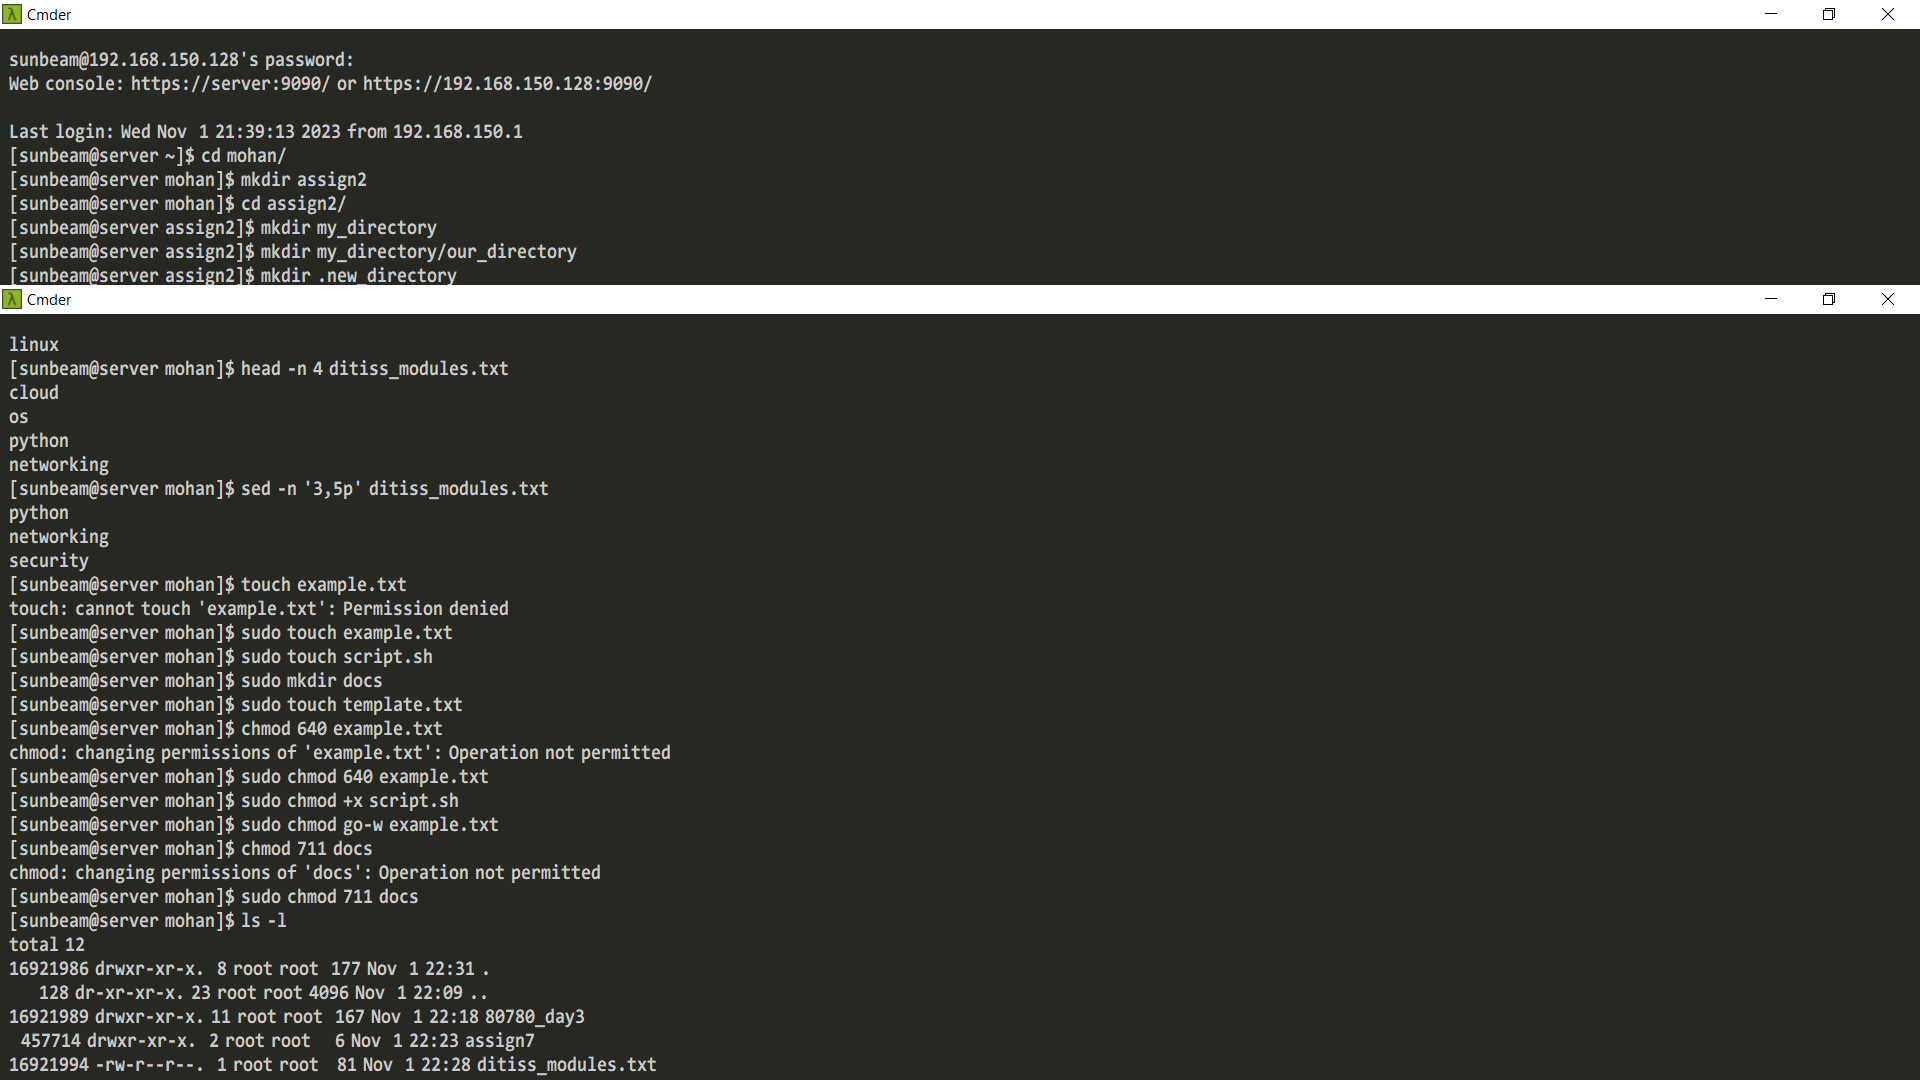 Cmder
sunbeam@192.168.150.128's password:
Web console: https://server:9090/ or https://192.168.150.128:9090/
Last login: Wed Nov  1 21:39:13 2023 from 192.168.150.1
[sunbeam@server ~]$ cd mohan/
[sunbeam@server mohan]$ mkdir assign2
[sunbeam@server mohan]$ cd assign2/
[sunbeam@server assign2]$ mkdir my_directory
[sunbeam@server assign2]$ mkdir my_directory/our_directory
[sunbeam@server assign2]$ mkdir .new_directory
Cmder
linux
[sunbeam@server mohan]$ head -n 4 ditiss_modules.txt
cloud
os
python
networking
[sunbeam@server mohan]$ sed -n '3,5p' ditiss_modules.txt
python
networking
security
[sunbeam@server mohan]$ touch example.txt
touch: cannot touch 'example.txt': Permission denied
[sunbeam@server mohan]$ sudo touch example.txt
[sunbeam@server mohan]$ sudo touch script.sh
[sunbeam@server mohan]$ sudo mkdir docs
[sunbeam@server mohan]$ sudo touch template.txt
[sunbeam@server mohan]$ chmod 640 example.txt
chmod: changing permissions of 'example.txt': Operation not permitted
[sunbeam@server mohan]$ sudo chmod 640 example.txt
[sunbeam@server mohan]$ sudo chmod +x script.sh
[sunbeam@server mohan]$ sudo chmod go-w example.txt
[sunbeam@server mohan]$ chmod 711 docs
chmod: changing permissions of 'docs': Operation not permitted
[sunbeam@server mohan]$ sudo chmod 711 docs
[sunbeam@server mohan]$ ls -l
total 12
16921986 drwxr-xr-x.  8 root root  177 Nov  1 22:31 .
     128 dr-xr-xr-x. 23 root root 4096 Nov  1 22:09 ..
16921989 drwxr-xr-x. 11 root root  167 Nov  1 22:18 80780_day3
  457714 drwxr-xr-x.  2 root root    6 Nov  1 22:23 assign7
16921994 -rw-r--r--.  1 root root   81 Nov  1 22:28 ditiss_modules.txt